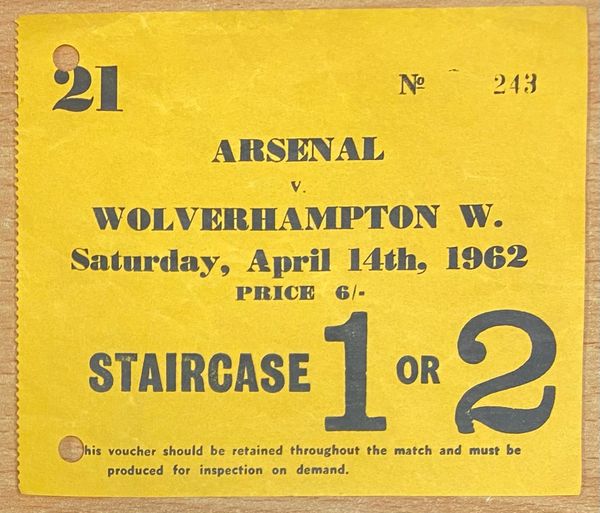 21
Nº 243
ARSENAL
v.
WOLVERHAMPTON W.
Saturday, April 14th, 1962
PRICE 6/-
STAIRCASE 1 OR 2
his voucher should be retained throughout the match and must be
produced for inspection on demand.